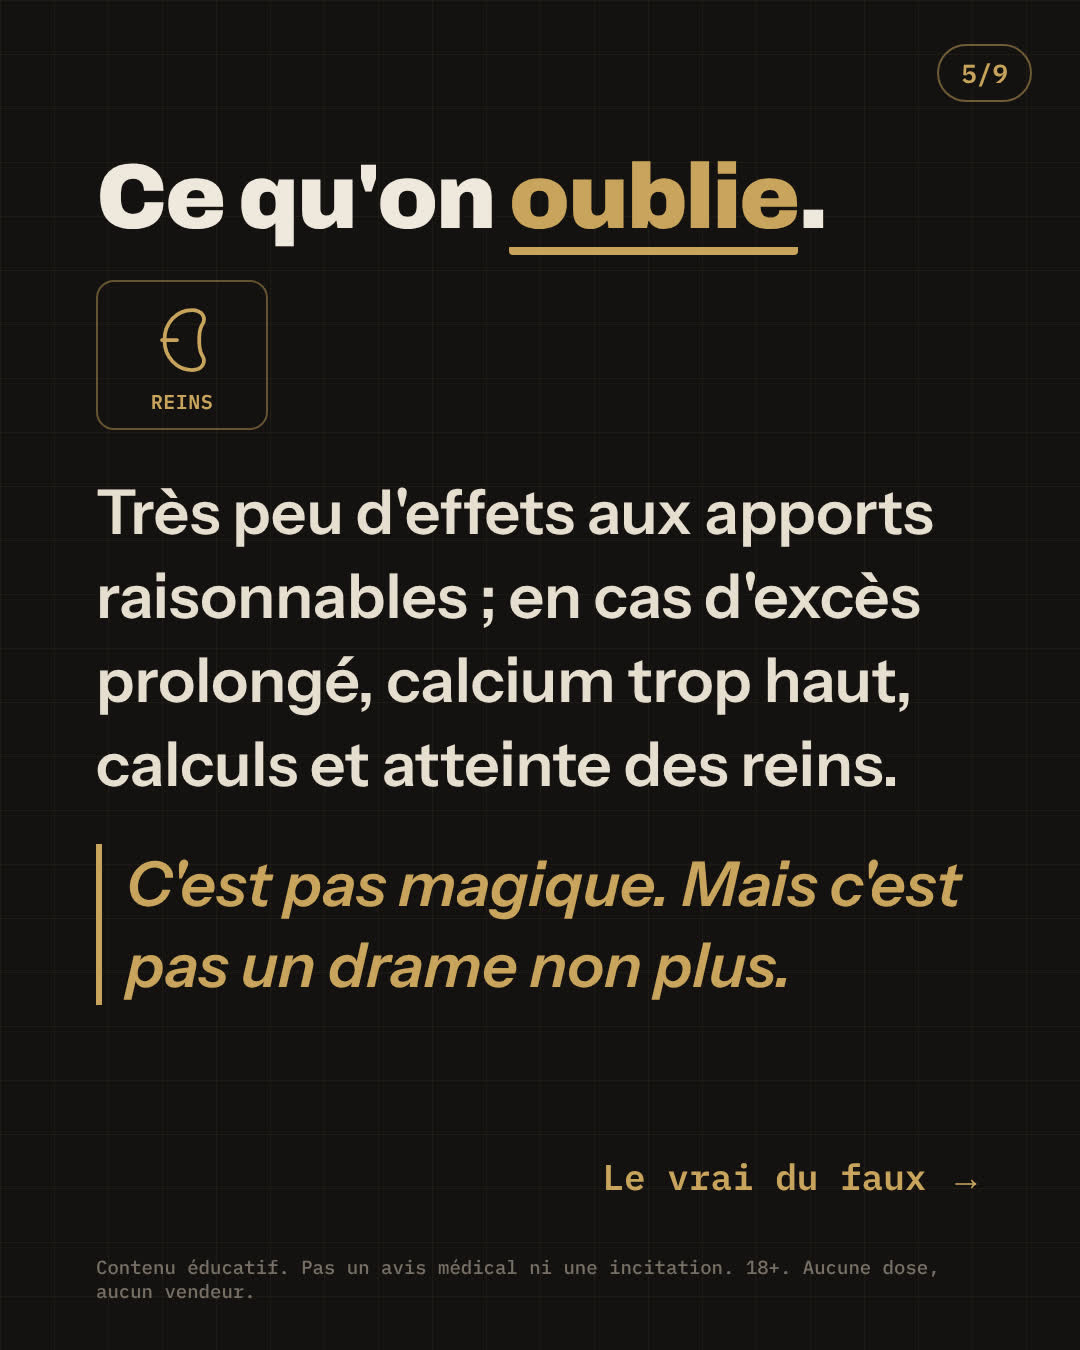 5/9
Ce qu'on oublie.
REINS
Très peu d'effets aux apports
raisonnables ; en cas d'excès
prolongé, calcium trop haut,
calculs et atteinte des reins.
C'est pas magique. Mais c'est
pas un drame non plus.
Le vrai du faux →
Contenu éducatif. Pas un avis médical ni une incitation. 18+. Aucune dose,
aucun vendeur.